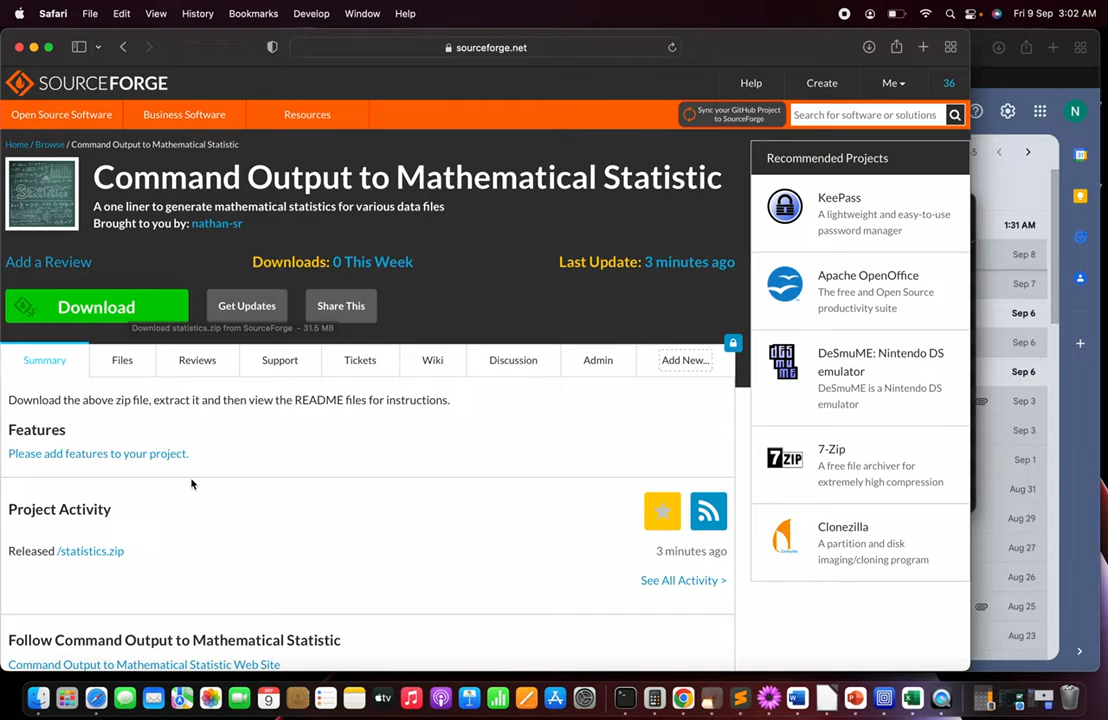 Safari File Edit View History Bookmarks Develop Window Help Fri 9 Sep 3:02 AM
sourceforge.net
SOURCEFORGE Help Create Me 36
Open Source Software Business Software Resources Sync your GitHub Project to SourceForge Search for software or solutions
N
Home / Browse / Command Output to Mathematical Statistic
Command Output to Mathematical Statistic
A one liner to generate mathematical statistics for various data files
Brought to you by: nathan-sr
Add a Review Downloads: 0 This Week Last Update: 3 minutes ago
Download Get Updates Share This
Download statistics.zip from SourceForge - 31.5 MB
Summary Files Reviews Support Tickets Wiki Discussion Admin Add New...
Download the above zip file, extract it and then view the README files for instructions.
Features
Please add features to your project.
Project Activity
Released /statistics.zip 3 minutes ago
See All Activity >
Follow Command Output to Mathematical Statistic
Command Output to Mathematical Statistic Web Site
Recommended Projects
KeePass
A lightweight and easy-to-use
password manager
Apache OpenOffice
The free and Open Source
productivity suite
DeSmuME: Nintendo DS
emulator
DeSmuME is a Nintendo DS
emulator
7ZIP
7-Zip
A free file archiver for
extremely high compression
Clonezilla
A partition and disk
imaging/cloning program
1:31 AM
Sep 8
Sep 7
Sep 6
Sep 6
Sep 6
Sep 3
Sep 3
Sep 1
Aug 31
Aug 29
Aug 27
Aug 26
Aug 25
Aug 23